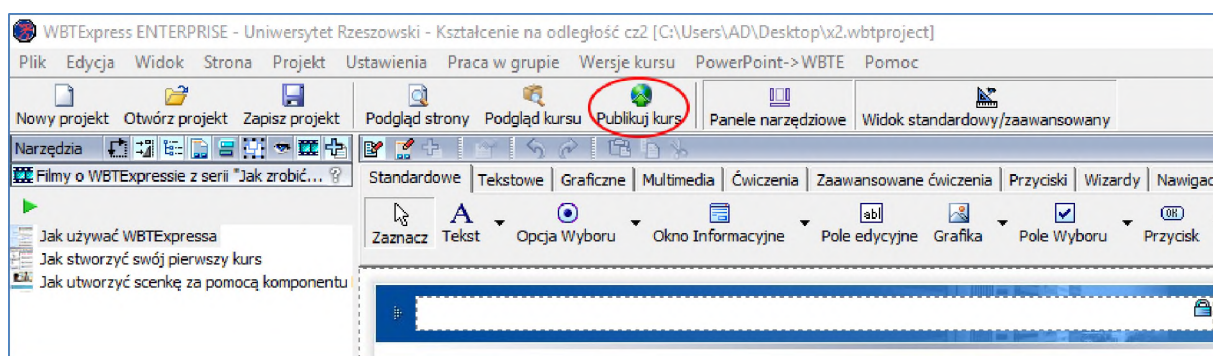 WBTExpress ENTERPRISE - Uniwersytet Rzeszowski - Kształcenie na odległość cz2 [C:\Users\AD\Desktop\x2.wbtproject]
Plik Edycja Widok Strona Projekt Ustawienia Praca w grupie Wersje kursu PowerPoint->WBTE Pomoc
Nowy projekt Otwórz projekt Zapisz projekt Podgląd strony Podgląd kursu Publikuj kurs Panele narzędziowe Widok standardowy/zaawansowany
Narzędzia
Filmy o WBTExpressie z serii "Jak zrobić... Standardowe Tekstowe Graficzne Multimedia Ćwiczenia Zaawansowane ćwiczenia Przyciski Wizardy Nawigac
Zaznacz Tekst Opcja Wyboru Okno Informacyjne Pole edycyjne Grafika Pole Wyboru Przycisk
Jak używać WBTExpressa
Jak stworzyć swój pierwszy kurs
Jak utworzyć scenkę za pomocą komponentu